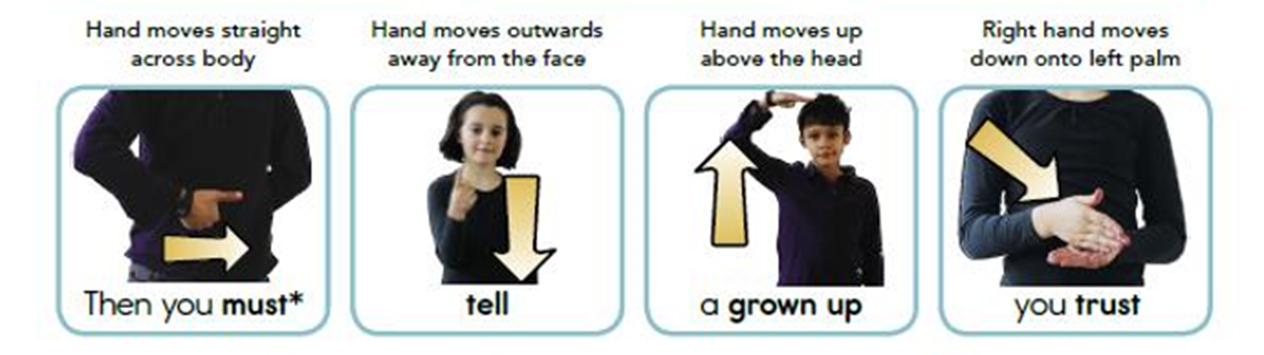 Hand moves straight
across body
Hand moves outwards
away from the face
Hand moves up
above the head
Right hand moves
down onto left palm
Then you must*
tell
a grown up
you trust